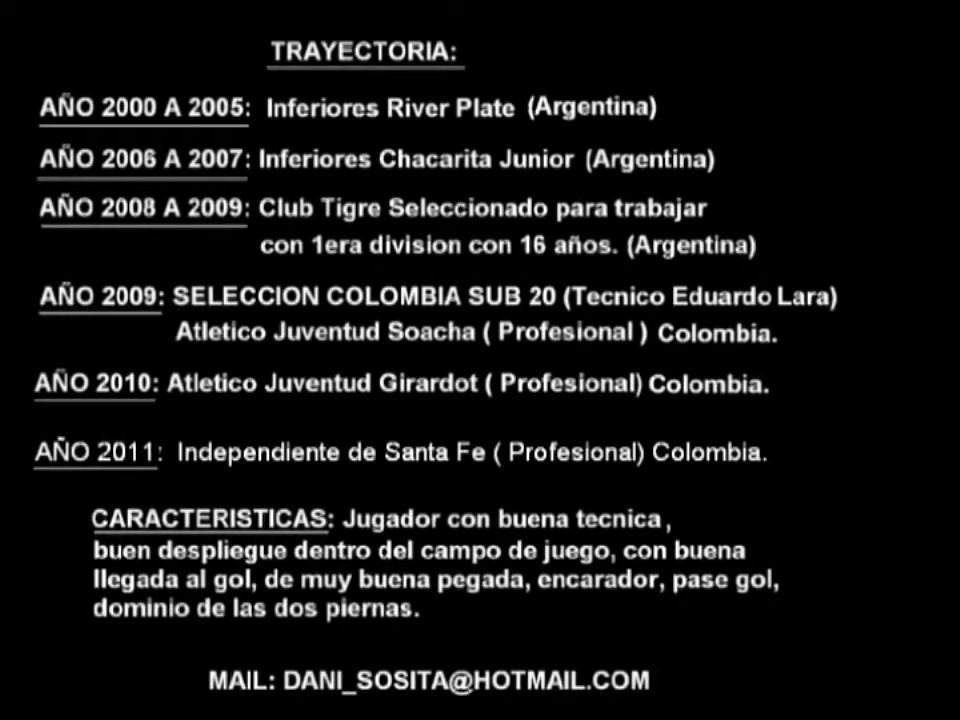 TRAYECTORIA:
AÑO 2000 A 2005: Inferiores River Plate (Argentina)
AÑO 2006 A 2007: Inferiores Chacarita Junior (Argentina)
AÑO 2008 A 2009: Club Tigre Seleccionado para trabajar
con 1era division con 16 años. (Argentina)
AÑO 2009: SELECCION COLOMBIA SUB 20 (Tecnico Eduardo Lara)
Atletico Juventud Soacha ( Profesional ) Colombia.
AÑO 2010: Atletico Juventud Girardot ( Profesional) Colombia.
AÑO 2011: Independiente de Santa Fe ( Profesional) Colombia.
CARACTERISTICAS: Jugador con buena tecnica ,
buen despliegue dentro del campo de juego, con buena
llegada al gol, de muy buena pegada, encarador, pase gol,
dominio de las dos piernas.
MAIL: DANI_SOSITA@HOTMAIL.COM